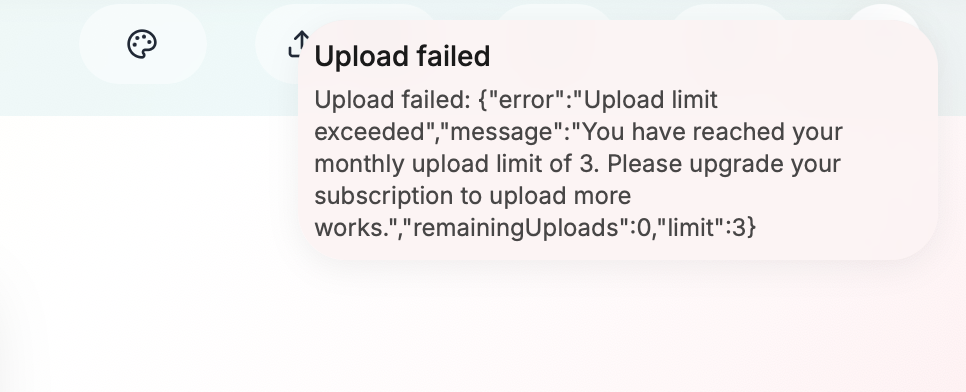 Upload failed
Upload failed: {"error":"Upload limit
exceeded","message":"You have reached your
monthly upload limit of 3. Please upgrade your
subscription to upload more
works.","remainingUploads":0,"limit":3}